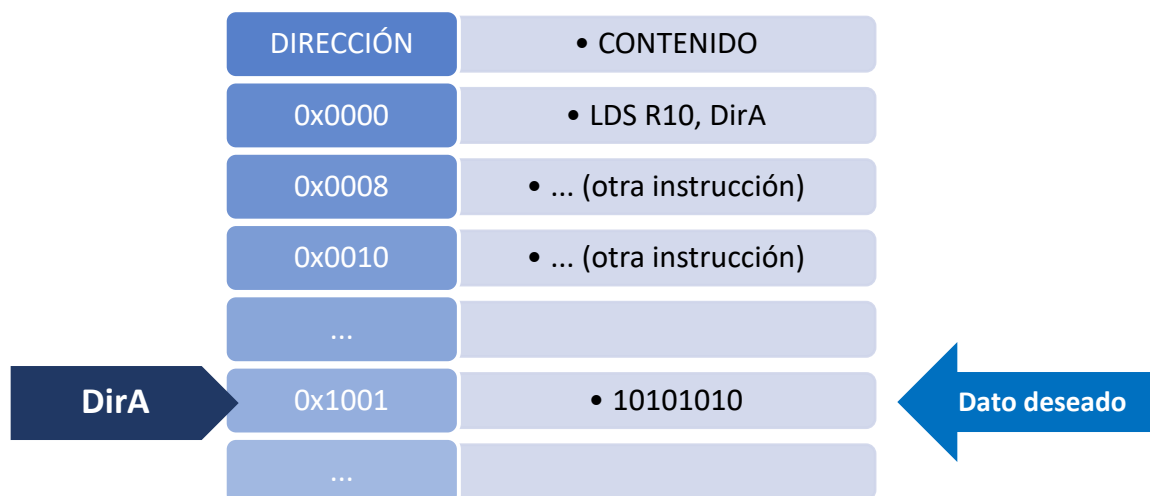 DIRECCIÓN • CONTENIDO
0x0000 • LDS R10, DirA
0x0008 • ... (otra instrucción)
0x0010 • ... (otra instrucción)
...
DirA 0x1001 • 10101010 Dato deseado
...